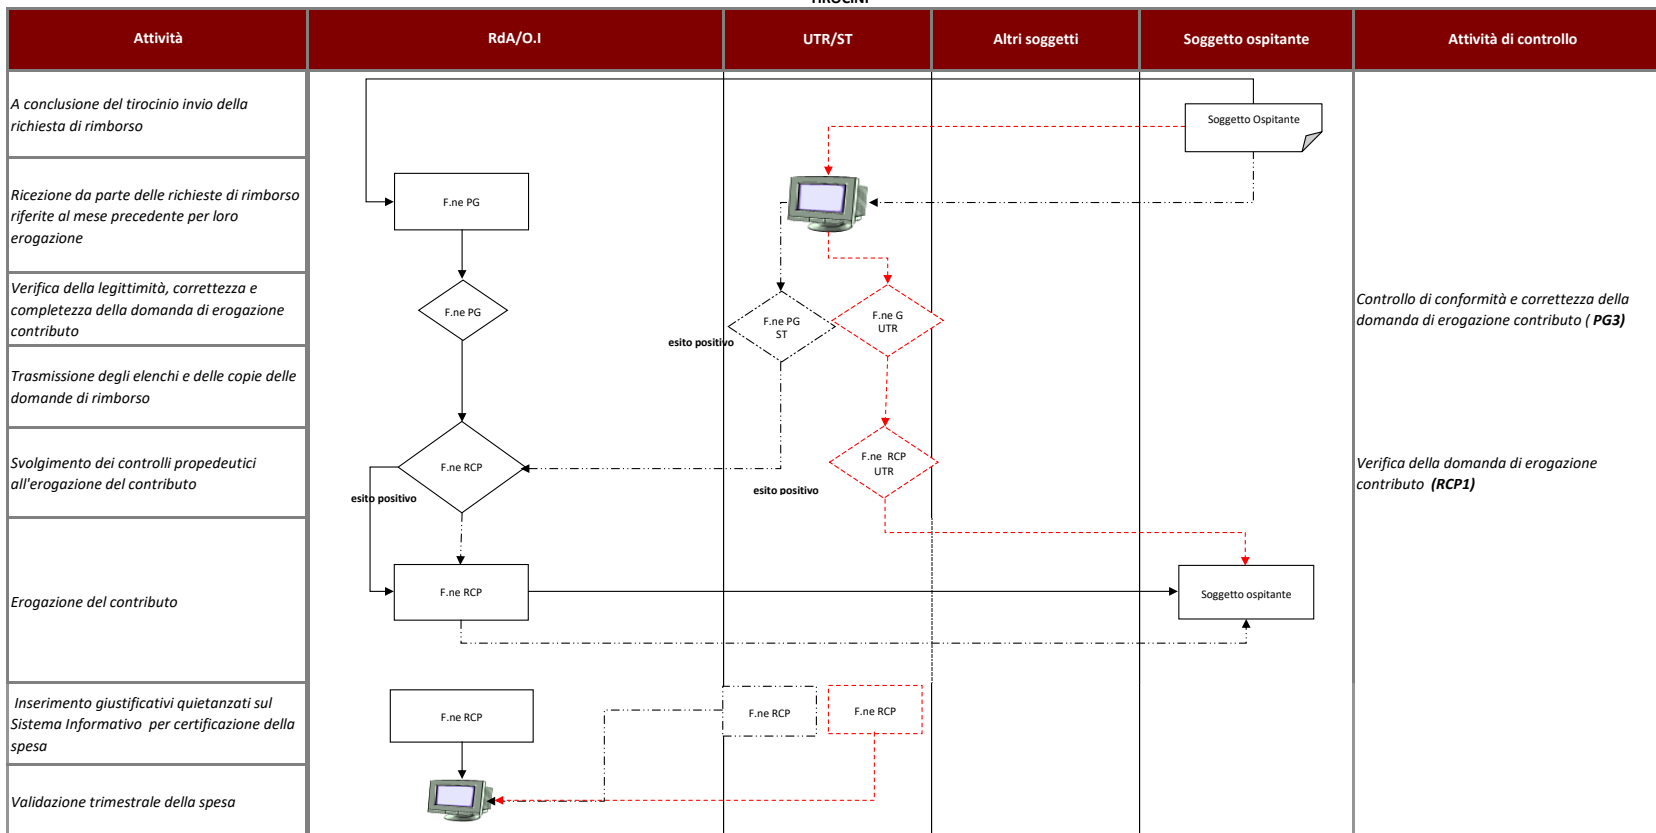 TIROCINI
Attività
RdA/O.I
UTR/ST
Altri soggetti
Soggetto ospitante
Attività di controllo
A conclusione del tirocinio invio della
richiesta di rimborso
Soggetto Ospitante
Ricezione da parte delle richieste di rimborso
riferite al mese precedente per loro
erogazione
F.ne PG
Verifica della legittimità, correttezza e
completezza della domanda di erogazione
contributo
F.ne PG
F.ne PG
ST
F.ne G
UTR
esito positivo
Controllo di conformità e correttezza della
domanda di erogazione contributo ( PG3)
Trasmissione degli elenchi e delle copie delle
domande di rimborso
Svolgimento dei controlli propedeutici
all'erogazione del contributo
F.ne RCP
esito positivo
F.ne RCP
UTR
esito positivo
Verifica della domanda di erogazione
contributo (RCP1)
Erogazione del contributo
F.ne RCP
Soggetto ospitante
Inserimento giustificativi quietanzati sul
Sistema Informativo per certificazione della
spesa
F.ne RCP
F.ne RCP
F.ne RCP
Validazione trimestrale della spesa